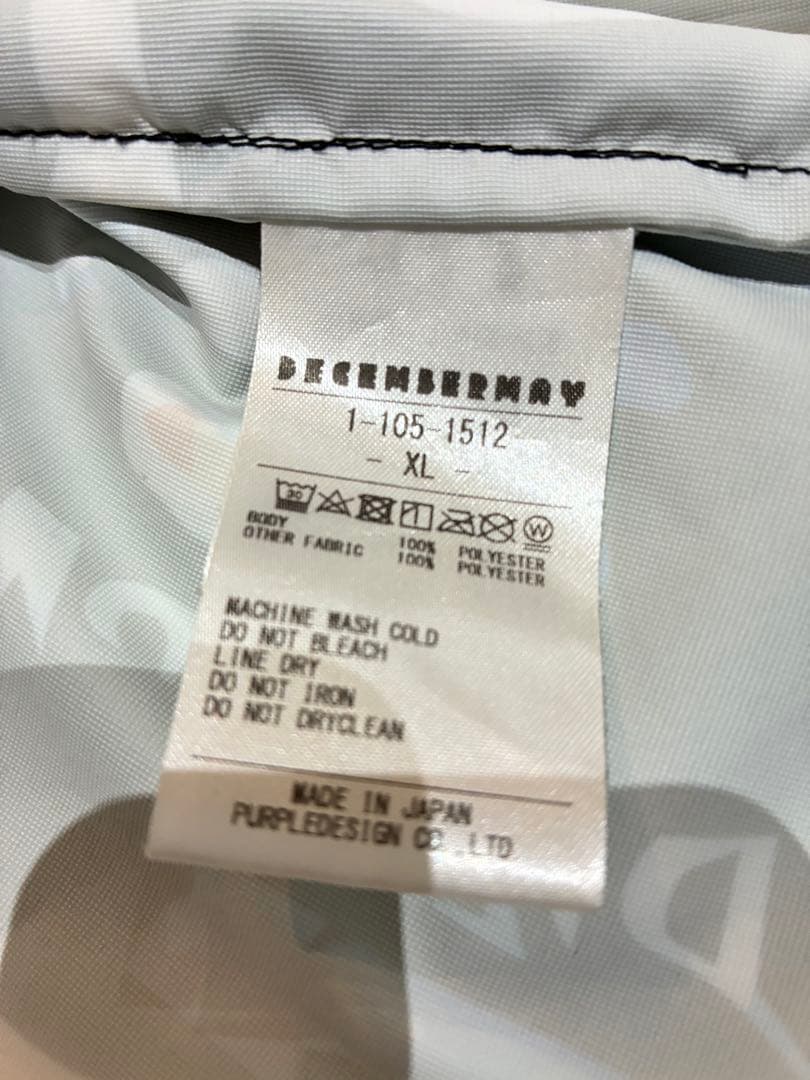 DECEMBERMAY
1-105-1512
- XL -
30 W
BODY 100% POLYESTER
OTHER FABRIC 100% POLYESTER
MACHINE WASH COLD
DO NOT BLEACH
LINE DRY
DO NOT IRON
DO NOT DRYCLEAN
MADE IN JAPAN
PURPLEDESIGN CO.,LTD